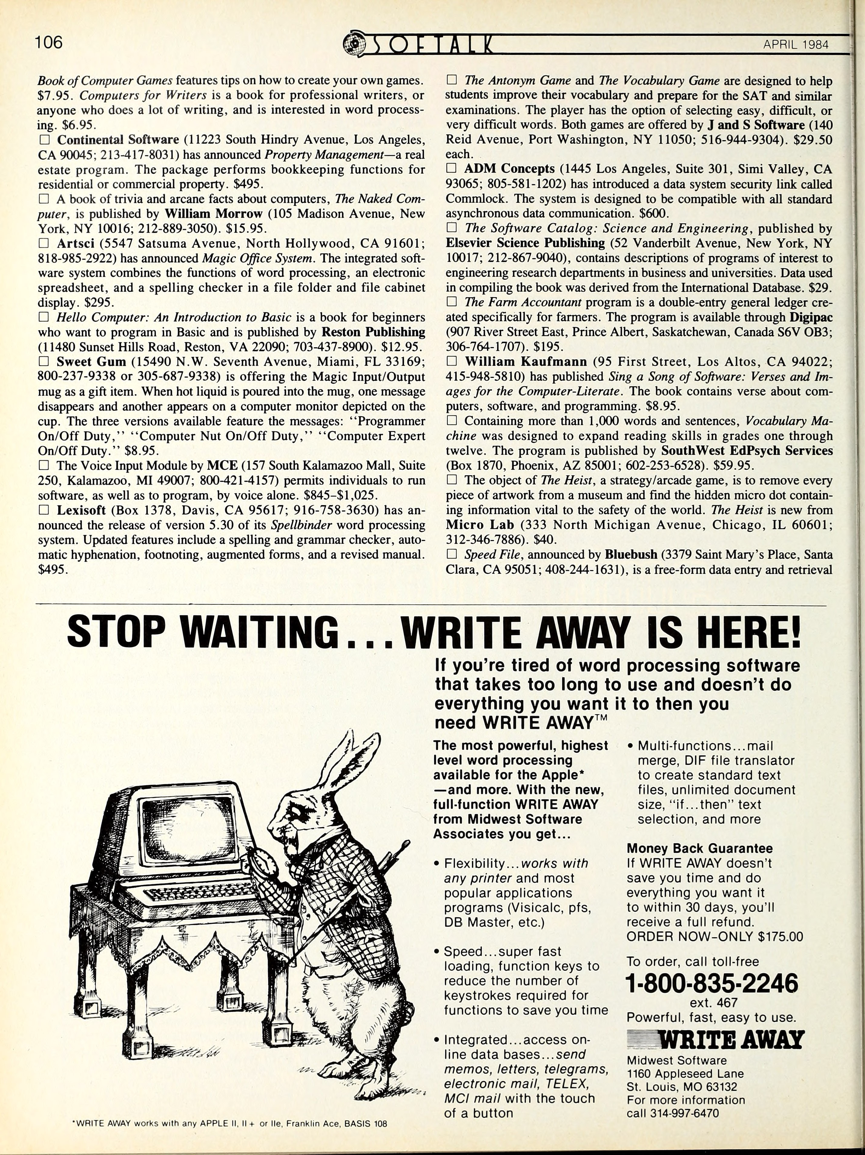 106
SOFTALK
APRIL 1984
Book of Computer Games features tips on how to create your own games.
$7.95. Computers for Writers is a book for professional writers, or
anyone who does a lot of writing, and is interested in word process-
ing. $6.95.
□ Continental Software (11223 South Hindry Avenue, Los Angeles,
CA 90045; 213-417-8031) has announced Property Management—a real
estate program. The package performs bookkeeping functions for
residential or commercial property. $495.
□ A book of trivia and arcane facts about computers, The Naked Com-
puter, is published by William Morrow (105 Madison Avenue, New
York, NY 10016; 212-889-3050). $15.95.
□ Artsci (5547 Satsuma Avenue, North Hollywood, CA 91601;
818-985-2922) has announced Magic Office System. The integrated soft-
ware system combines the functions of word processing, an electronic
spreadsheet, and a spelling checker in a file folder and file cabinet
display. $295.
□ Hello Computer: An Introduction to Basic is a book for beginners
who want to program in Basic and is published by Reston Publishing
(11480 Sunset Hills Road, Reston, VA 22090; 703-437-8900). $12.95.
□ Sweet Gum (15490 N.W. Seventh Avenue, Miami, FL 33169;
800-237-9338 or 305-687-9338) is offering the Magic Input/Output
mug as a gift item. When hot liquid is poured into the mug, one message
disappears and another appears on a computer monitor depicted on the
cup. The three versions available feature the messages: ‘‘Programmer
On/Off Duty,’’ ‘‘Computer Nut On/Off Duty,’’ ‘‘Computer Expert
On/Off Duty.’’ $8.95.
□ The Voice Input Module by MCE (157 South Kalamazoo Mall, Suite
250, Kalamazoo, MI 49007; 800-421-4157) permits individuals to run
software, as well as to program, by voice alone. $845–$1,025.
□ Lexisoft (Box 1378, Davis, CA 95617; 916-758-3630) has an-
nounced the release of version 5.30 of its Spellbinder word processing
system. Updated features include a spelling and grammar checker, auto-
matic hyphenation, footnoting, augmented forms, and a revised manual.
$495.
□ The Antonym Game and The Vocabulary Game are designed to help
students improve their vocabulary and prepare for the SAT and similar
examinations. The player has the option of selecting easy, difficult, or
very difficult words. Both games are offered by J and S Software (140
Reid Avenue, Port Washington, NY 11050; 516-944-9304). $29.50
each.
□ ADM Concepts (1445 Los Angeles, Suite 301, Simi Valley, CA
93065; 805-581-1202) has introduced a data system security link called
Commlock. The system is designed to be compatible with all standard
asynchronous data communication. $600.
□ The Software Catalog: Science and Engineering, published by
Elsevier Science Publishing (52 Vanderbilt Avenue, New York, NY
10017; 212-867-9040), contains descriptions of programs of interest to
engineering research departments in business and universities. Data used
in compiling the book was derived from the International Database. $29.
□ The Farm Accountant program is a double-entry general ledger cre-
ated specifically for farmers. The program is available through Digipac
(907 River Street East, Prince Albert, Saskatchewan, Canada S6V OB3;
306-764-1707). $195.
□ William Kaufmann (95 First Street, Los Altos, CA 94022;
415-948-5810) has published Sing a Song of Software: Verses and Im-
ages for the Computer-Literate. The book contains verse about com-
puters, software, and programming. $8.95.
□ Containing more than 1,000 words and sentences, Vocabulary Ma-
chine was designed to expand reading skills in grades one through
twelve. The program is published by SouthWest EdPsych Services
(Box 1870, Phoenix, AZ 85001; 602-253-6528). $59.95.
□ The object of The Heist, a strategy/arcade game, is to remove every
piece of artwork from a museum and find the hidden micro dot contain-
ing information vital to the safety of the world. The Heist is new from
Micro Lab (333 North Michigan Avenue, Chicago, IL 60601;
312-346-7886). $40.
□ Speed File, announced by Bluebush (3379 Saint Mary’s Place, Santa
Clara, CA 95051; 408-244-1631), is a free-form data entry and retrieval
STOP WAITING...WRITE AWAY IS HERE!
If you're tired of word processing software
that takes too long to use and doesn't do
everything you want it to then you
need WRITE AWAY™
The most powerful, highest
level word processing
available for the Apple*
—and more. With the new,
full-function WRITE AWAY
from Midwest Software
Associates you get...
• Flexibility...works with
any printer and most
popular applications
programs (Visicalc, pfs,
DB Master, etc.)
• Speed...super fast
loading, function keys to
reduce the number of
keystrokes required for
functions to save you time
• Integrated...access on-
line data bases...send
memos, letters, telegrams,
electronic mail, TELEX,
MCI mail with the touch
of a button
• Multi-functions...mail
merge, DIF file translator
to create standard text
files, unlimited document
size, “if...then” text
selection, and more
Money Back Guarantee
If WRITE AWAY doesn't
save you time and do
everything you want it
to within 30 days, you'll
receive a full refund.
ORDER NOW–ONLY $175.00
To order, call toll-free
1-800-835-2246
ext. 467
Powerful, fast, easy to use.
WRITE AWAY
Midwest Software
1160 Appleseed Lane
St. Louis, MO 63132
For more information
call 314-997-6470
*WRITE AWAY works with any APPLE II, II+ or IIe, Franklin Ace, BASIS 108